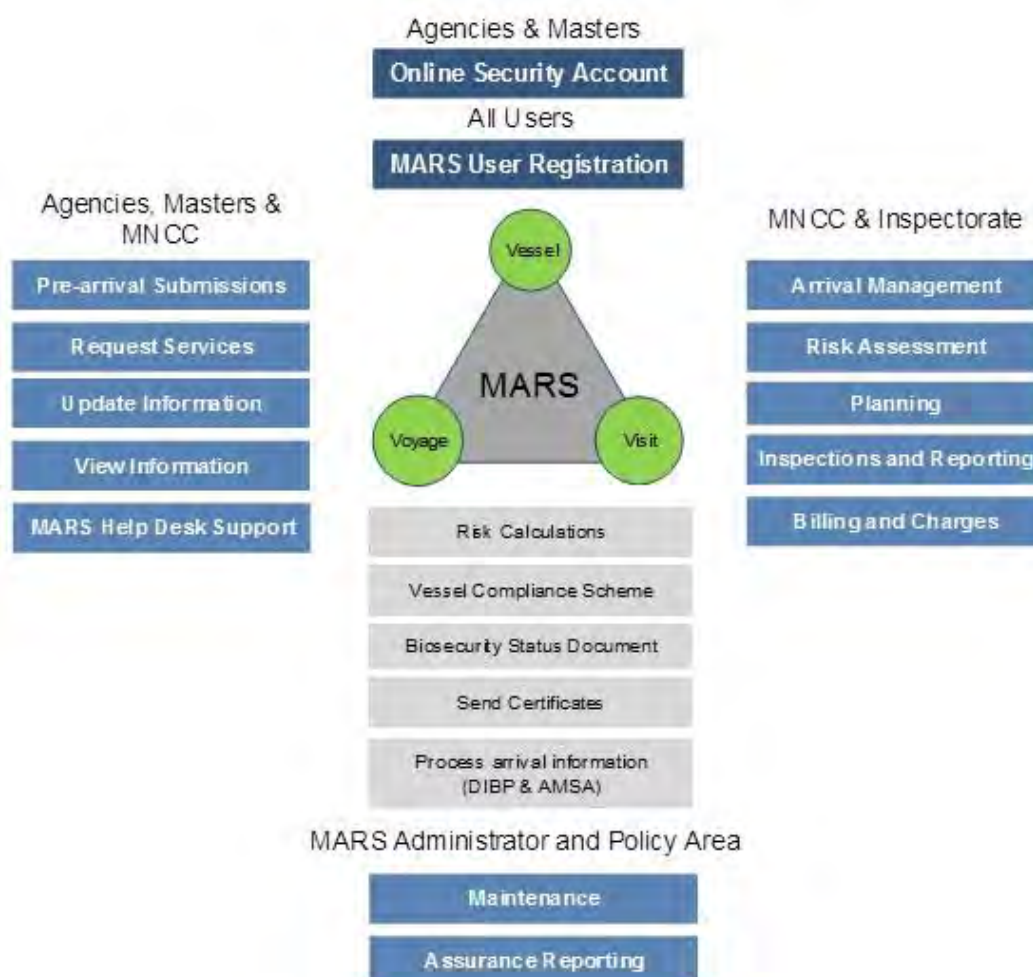 Agencies & Masters
Online Security Account
All Users
MARS User Registration
Agencies, Masters &
MNCC
Pre-arrival Submissions
Request Services
Update Information
View Information
MARS Help Desk Support
Vessel
MARS
Voyage
Visit
MNCC & Inspectorate
Arrival Management
Risk Assessment
Planning
Inspections and Reporting
Billing and Charges
Risk Calculations
Vessel Compliance Scheme
Biosecurity Status Document
Send Certificates
Process arrival information
(DIBP & AMSA)
MARS Administrator and Policy Area
Maintenance
Assurance Reporting